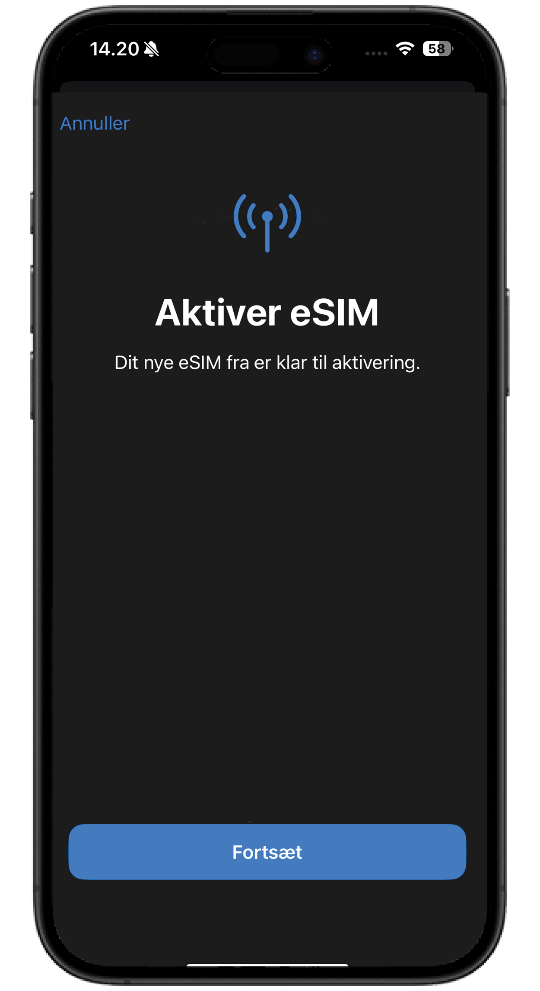 14.20
58
Annuller
Aktiver eSIM
Dit nye eSIM fra er klar til aktivering.
Fortsæt